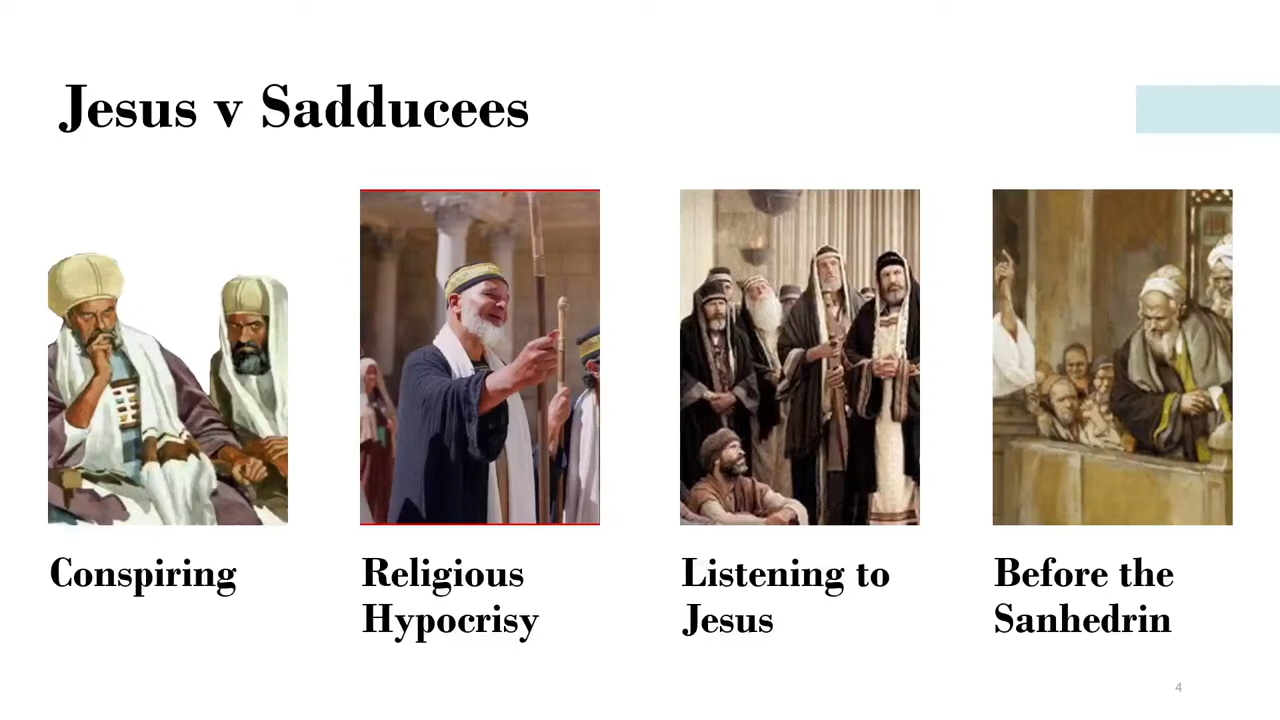 Jesus v Sadducees
Conspiring
Religious
Hypocrisy
Listening to
Jesus
Before the
Sanhedrin
4